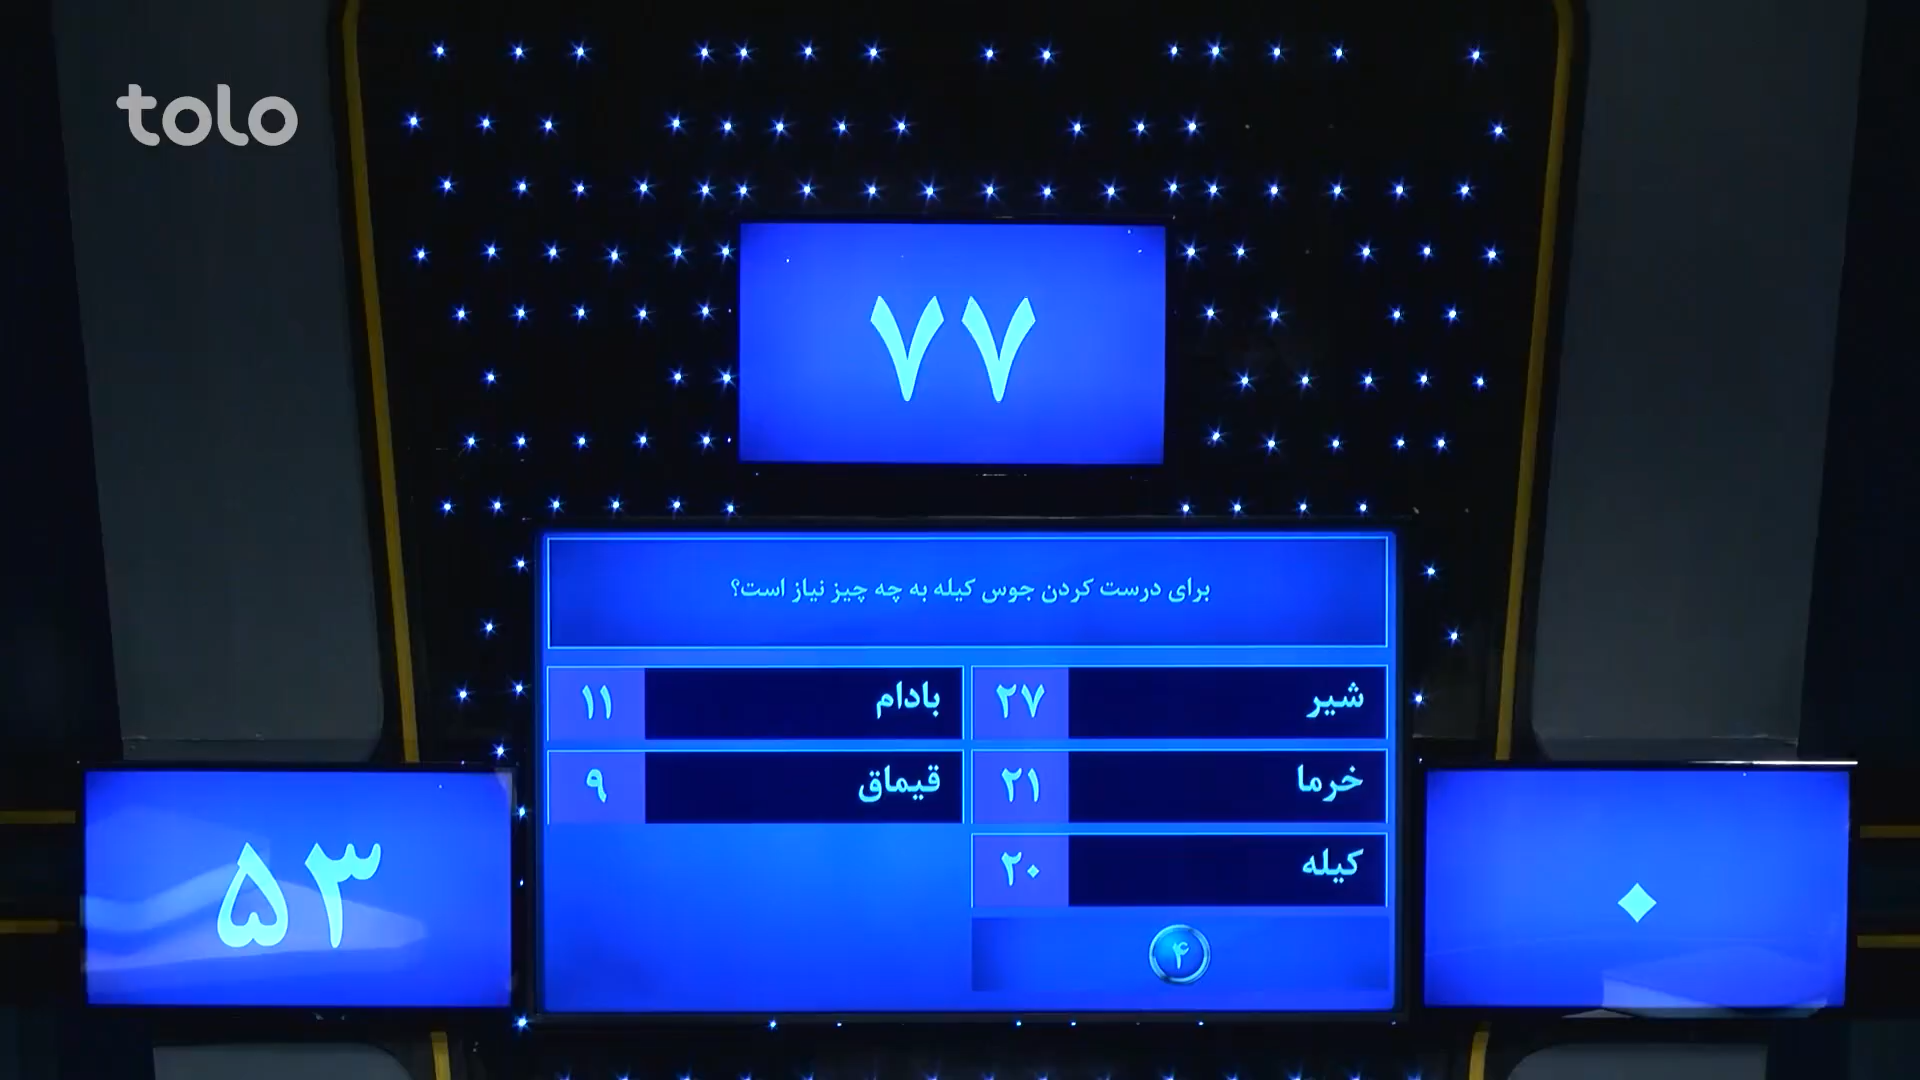 tolo
۷۷
برای درست کردن جوس کیله به چه چیز نیاز است؟
شیر ۲۷
بادام ۱۱
خرما ۲۱
قیماق ۹
کیله ۲۰
۴
۵۳
۰